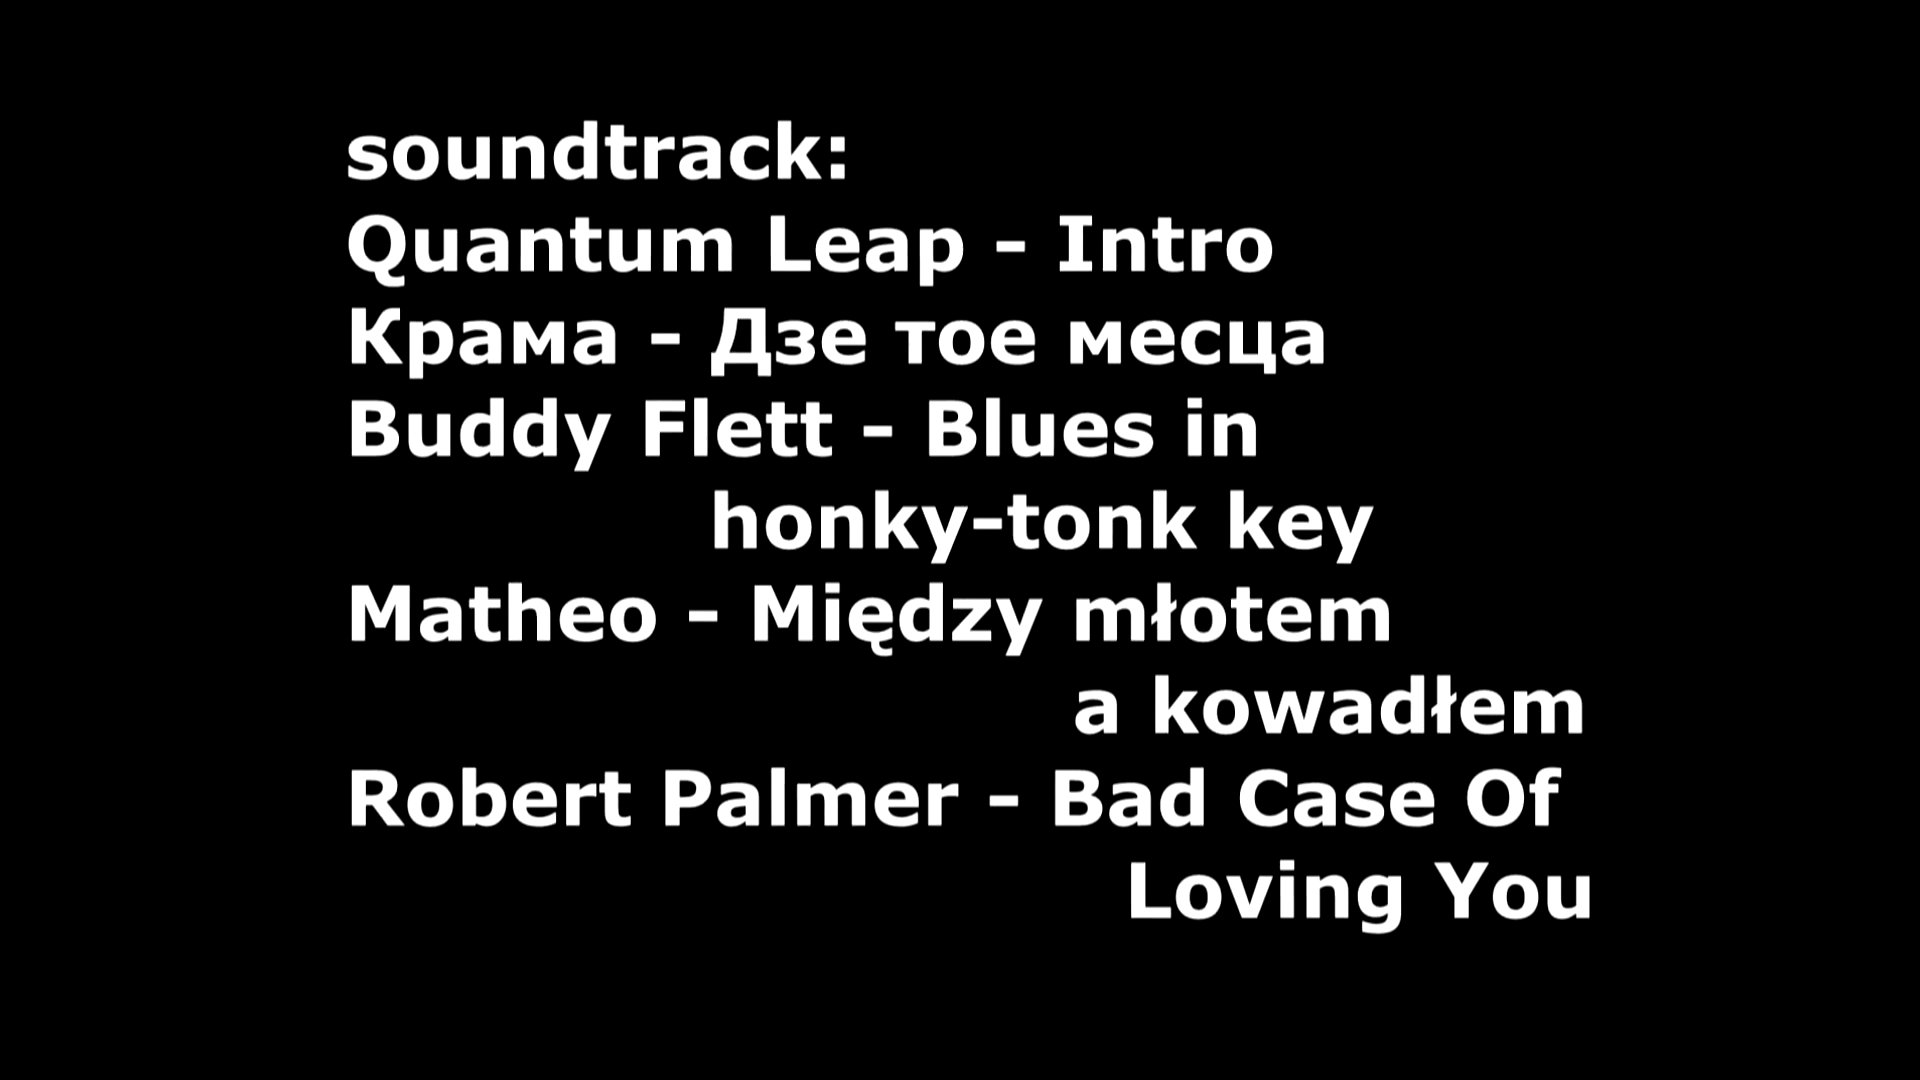 soundtrack:
Quantum Leap - Intro
Крама - Дзе тое месца
Buddy Flett - Blues in
honky-tonk key
Matheo - Między młotem
a kowadłem
Robert Palmer - Bad Case Of
Loving You